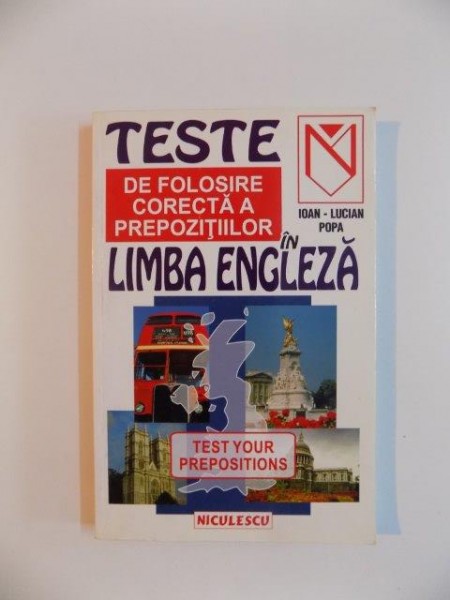 TESTE
DE FOLOSIRE
CORECTĂ A
PREPOZIȚIILOR
IOAN - LUCIAN
POPA
ÎN
LIMBA ENGLEZĂ
TEST YOUR
PREPOSITIONS
NICULESCU